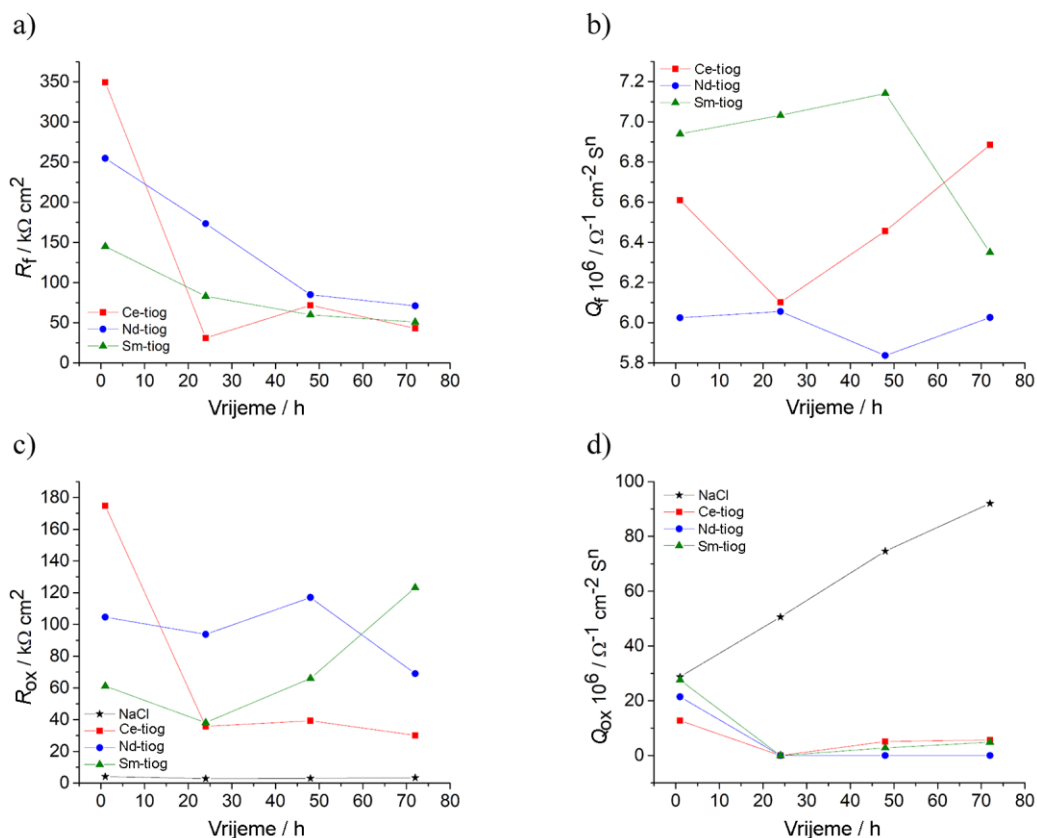 a)
350
300
250
200
150
100
50
0
R_f / kΩ cm²
Ce-tiog
Nd-tiog
Sm-tiog
0 10 20 30 40 50 60 70 80
Vrijeme / h
b)
7.2
7.0
6.8
6.6
6.4
6.2
6.0
5.8
Q_f 10⁶ / Ω⁻¹ cm⁻² Sⁿ
Ce-tiog
Nd-tiog
Sm-tiog
0 10 20 30 40 50 60 70 80
Vrijeme / h
c)
180
160
140
120
100
80
60
40
20
0
R_ox / kΩ cm²
NaCl
Ce-tiog
Nd-tiog
Sm-tiog
0 10 20 30 40 50 60 70 80
Vrijeme / h
d)
100
80
60
40
20
0
Q_ox 10⁶ / Ω⁻¹ cm⁻² Sⁿ
NaCl
Ce-tiog
Nd-tiog
Sm-tiog
0 10 20 30 40 50 60 70 80
Vrijeme / h